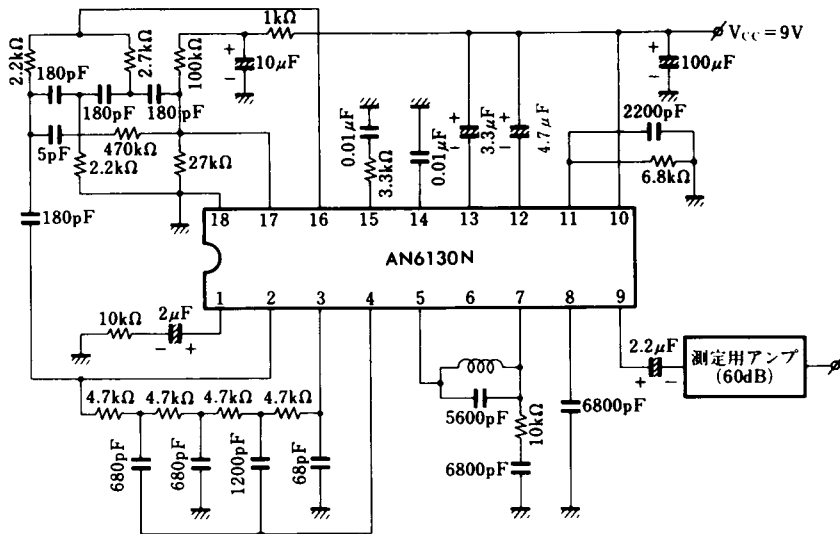 1kΩ
V_CC=9V
2.2kΩ
2.7kΩ
100kΩ
+
-
10μF
+
-
100μF
180pF
180pF
180pF
5pF
470kΩ
2.2kΩ
27kΩ
0.01μF
3.3kΩ
0.01μF
+
-
3.3μF
+
-
4.7μF
2200pF
6.8kΩ
180pF
18 17 16 15 14 13 12 11 10
AN6130N
1 2 3 4 5 6 7 8 9
10kΩ
2μF
- +
2.2μF
+ -
測定用アンプ
(60dB)
4.7kΩ 4.7kΩ 4.7kΩ 4.7kΩ
680pF
680pF
1200pF
68pF
5600pF
10kΩ
6800pF
6800pF